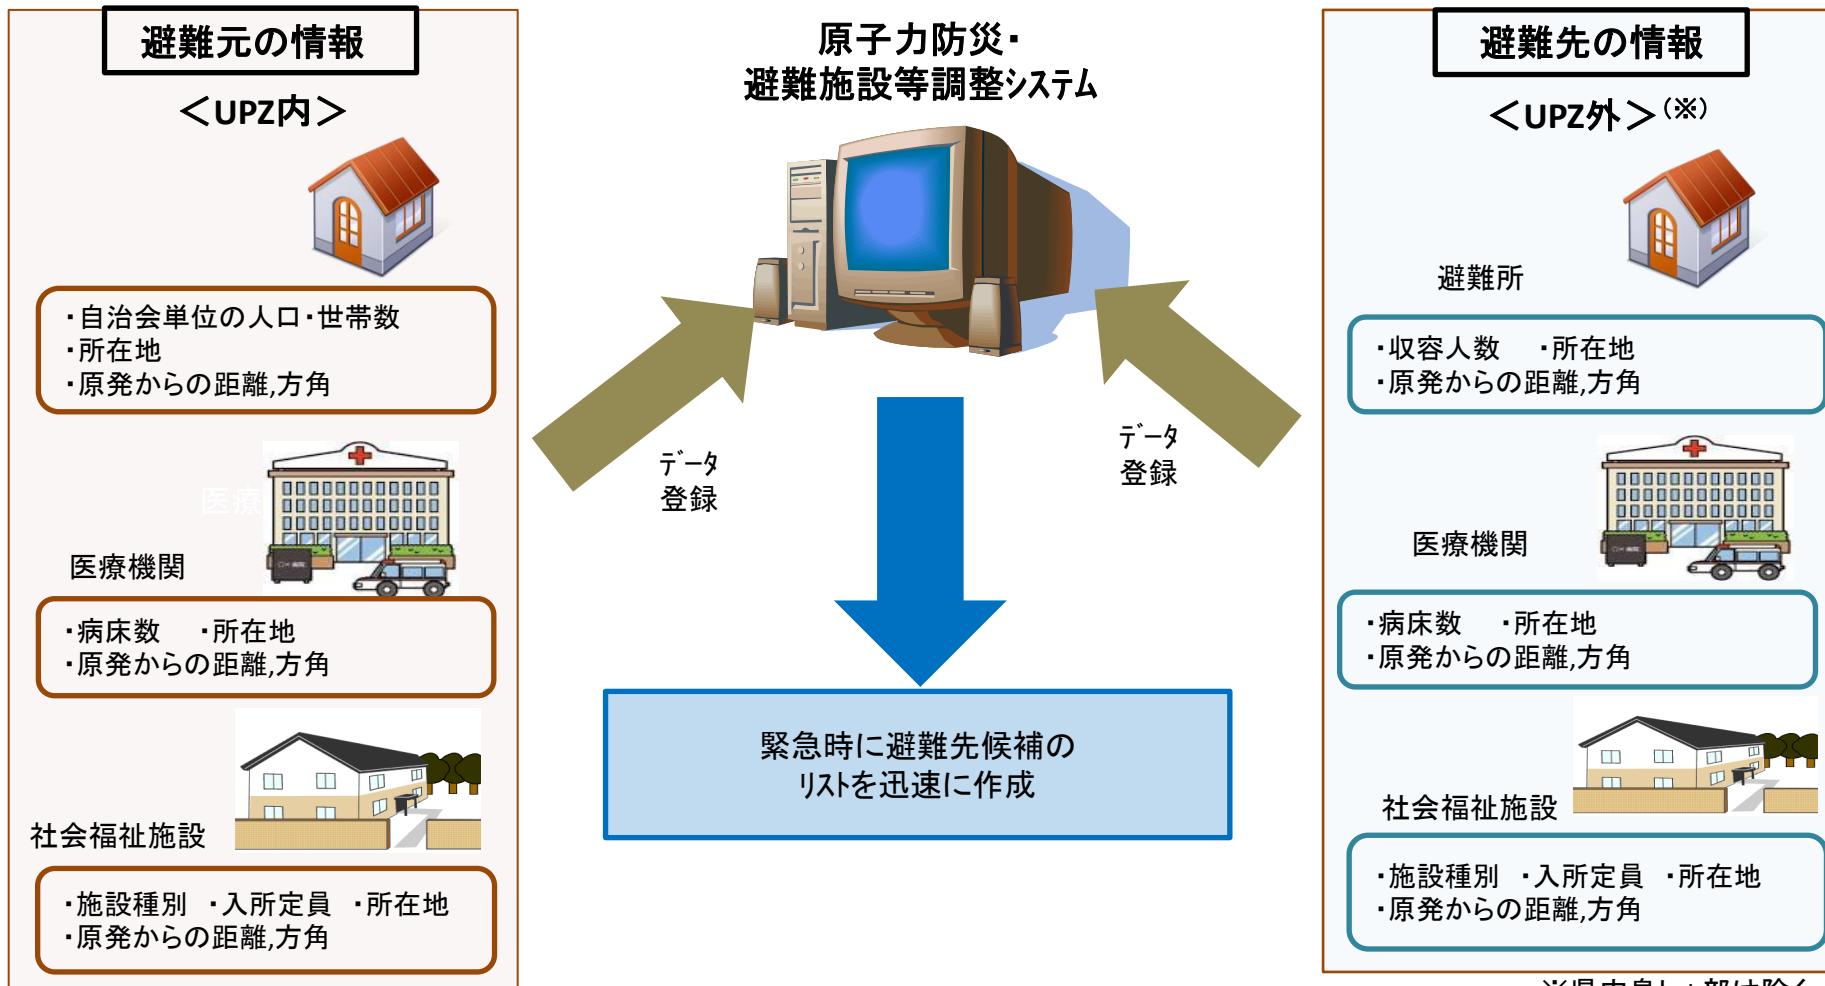 避難元の情報
＜UPZ内＞
・自治会単位の人口・世帯数
・所在地
・原発からの距離,方角
医療
医療機関
・病床数　・所在地
・原発からの距離,方角
社会福祉施設
・施設種別　・入所定員　・所在地
・原発からの距離,方角
原子力防災・
避難施設等調整システム
データ
登録
データ
登録
緊急時に避難先候補の
リストを迅速に作成
避難先の情報
＜UPZ外＞(※)
避難所
・収容人数　・所在地
・原発からの距離,方角
医療機関
・病床数　・所在地
・原発からの距離,方角
社会福祉施設
・施設種別　・入所定員　・所在地
・原発からの距離,方角